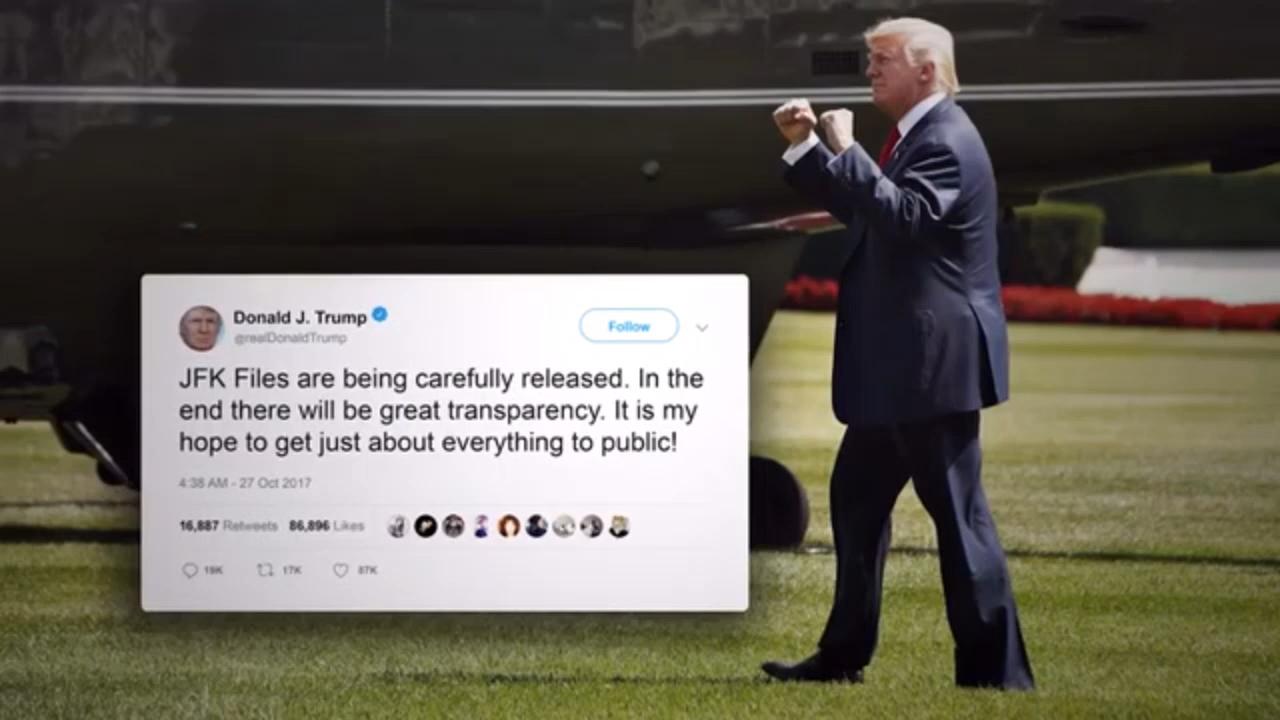 Donald J. Trump
@realDonaldTrump
Follow
JFK Files are being carefully released. In the
end there will be great transparency. It is my
hope to get just about everything to public!
4:38 AM - 27 Oct 2017
16,887 Retweets 86,896 Likes
19K 17K 87K